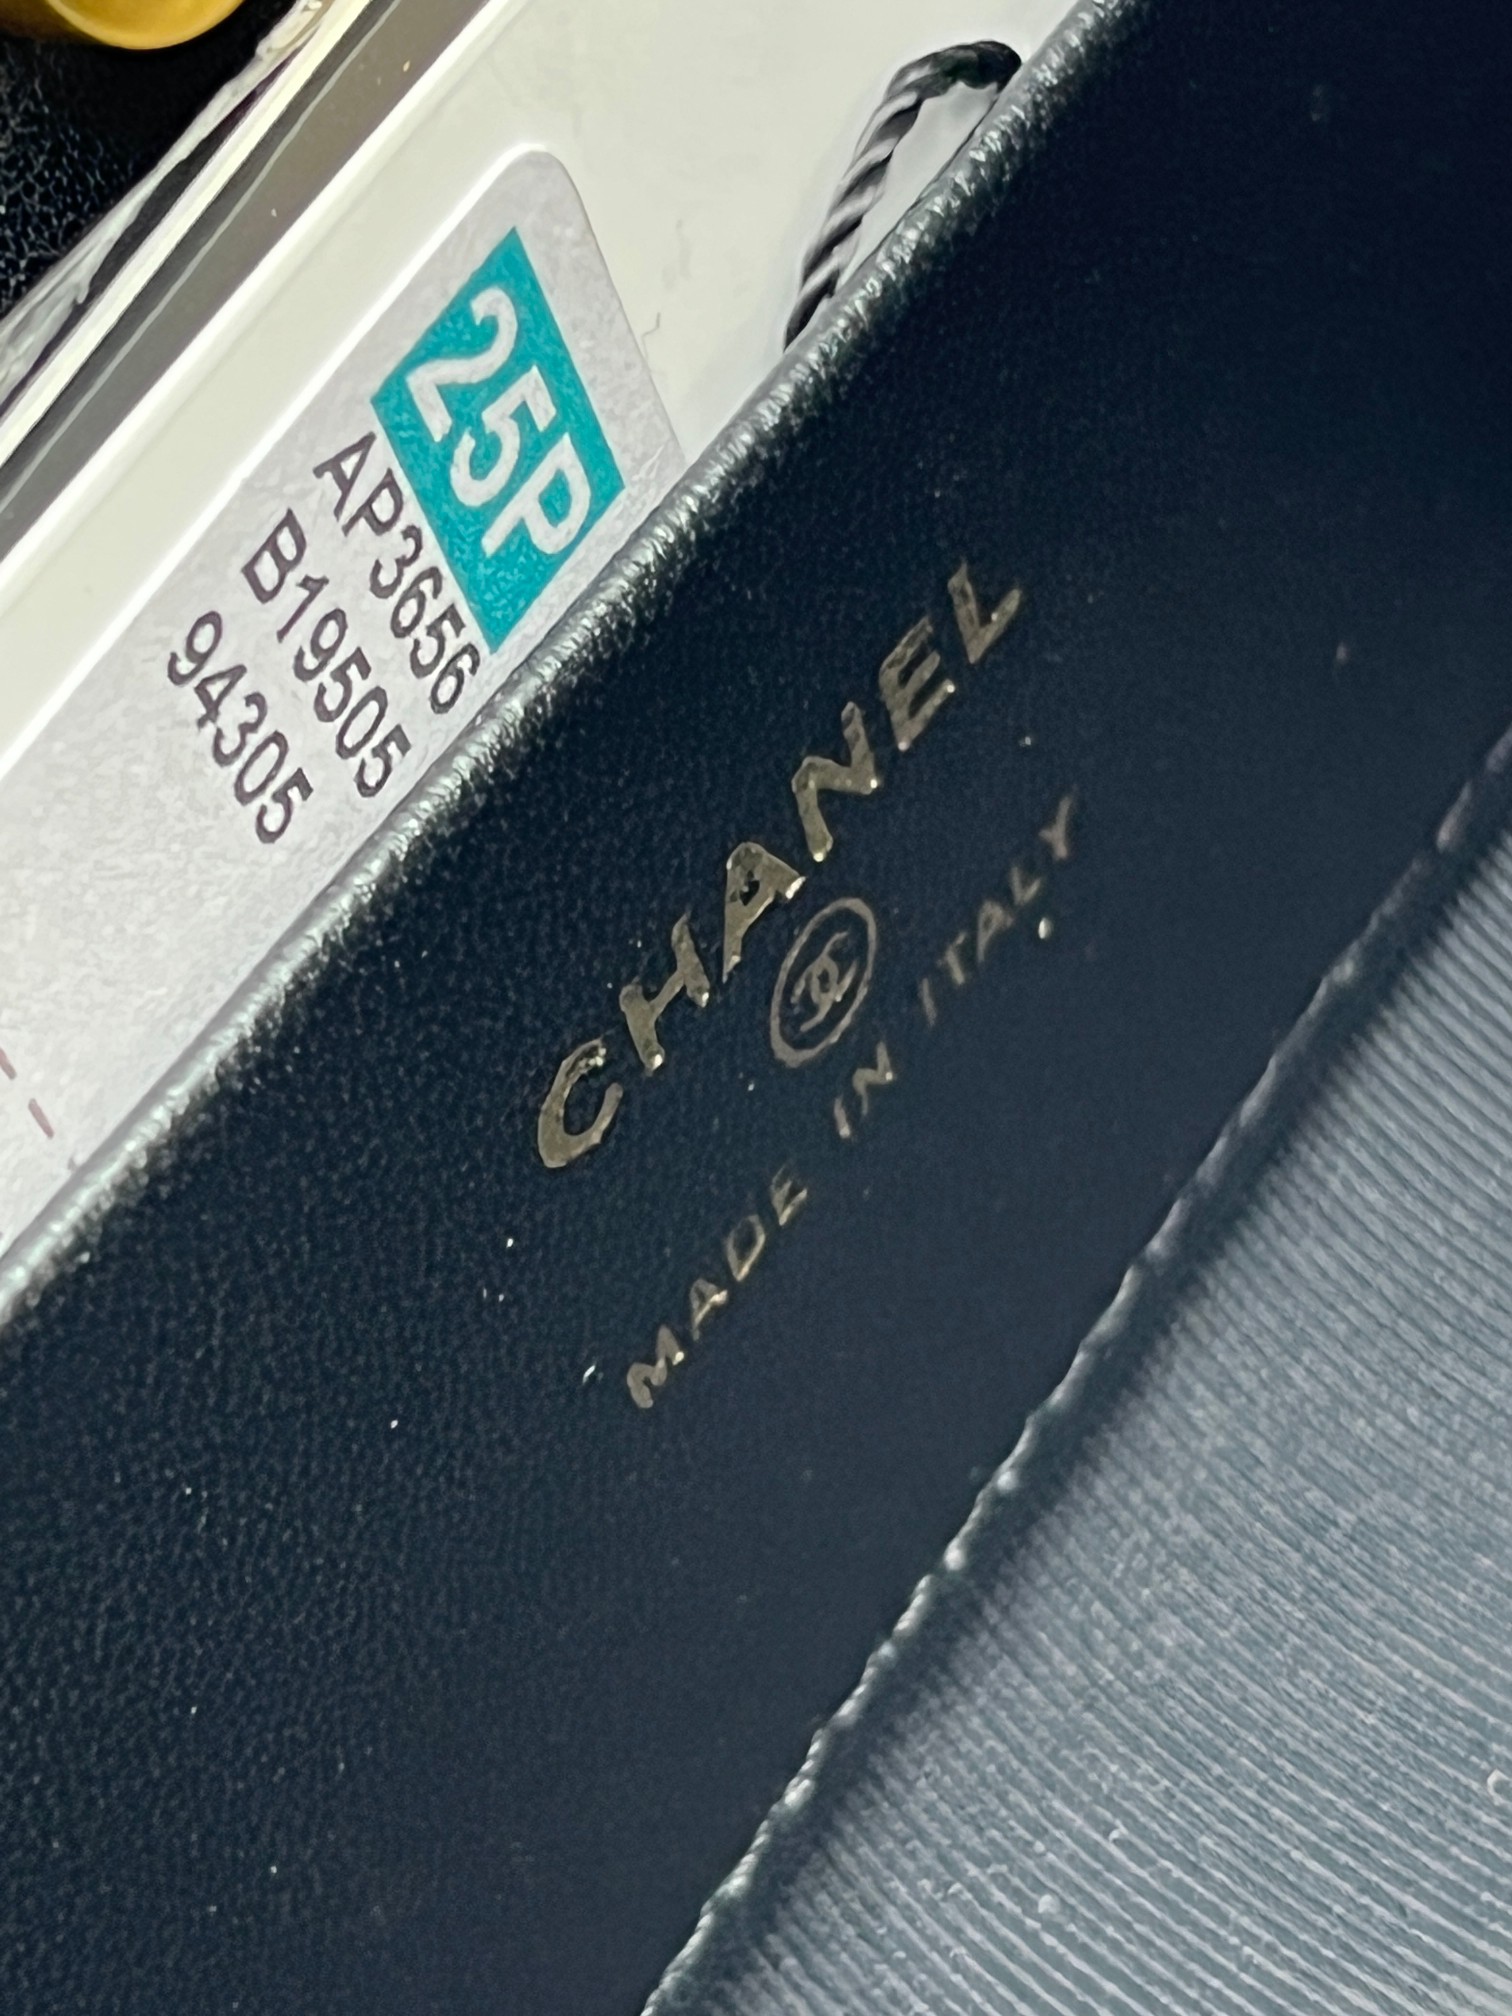 25P
AP3656
B19505
94305
CHANEL
MADE IN ITALY